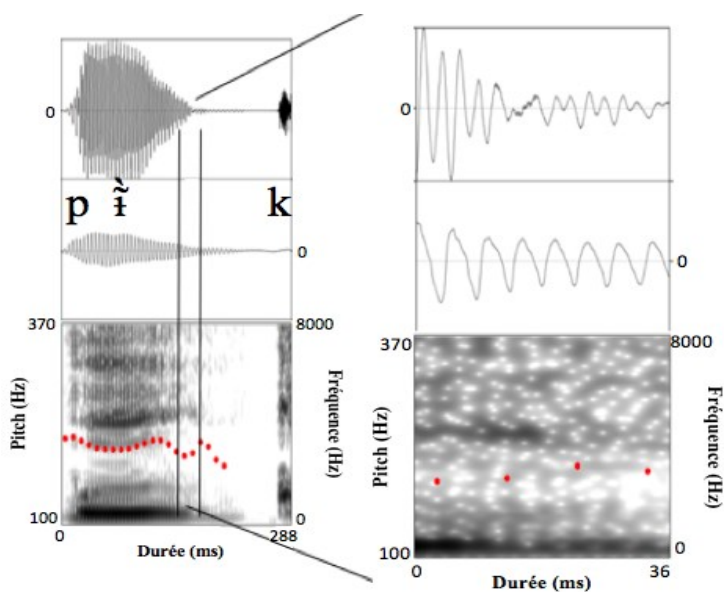 0
0
p ɨ̃̀ k
0
0
370
8000
Pitch (Hz)
Fréquence (Hz)
100
0
0
288
Durée (ms)
370
8000
Pitch (Hz)
Fréquence (Hz)
100
0
0
36
Durée (ms)